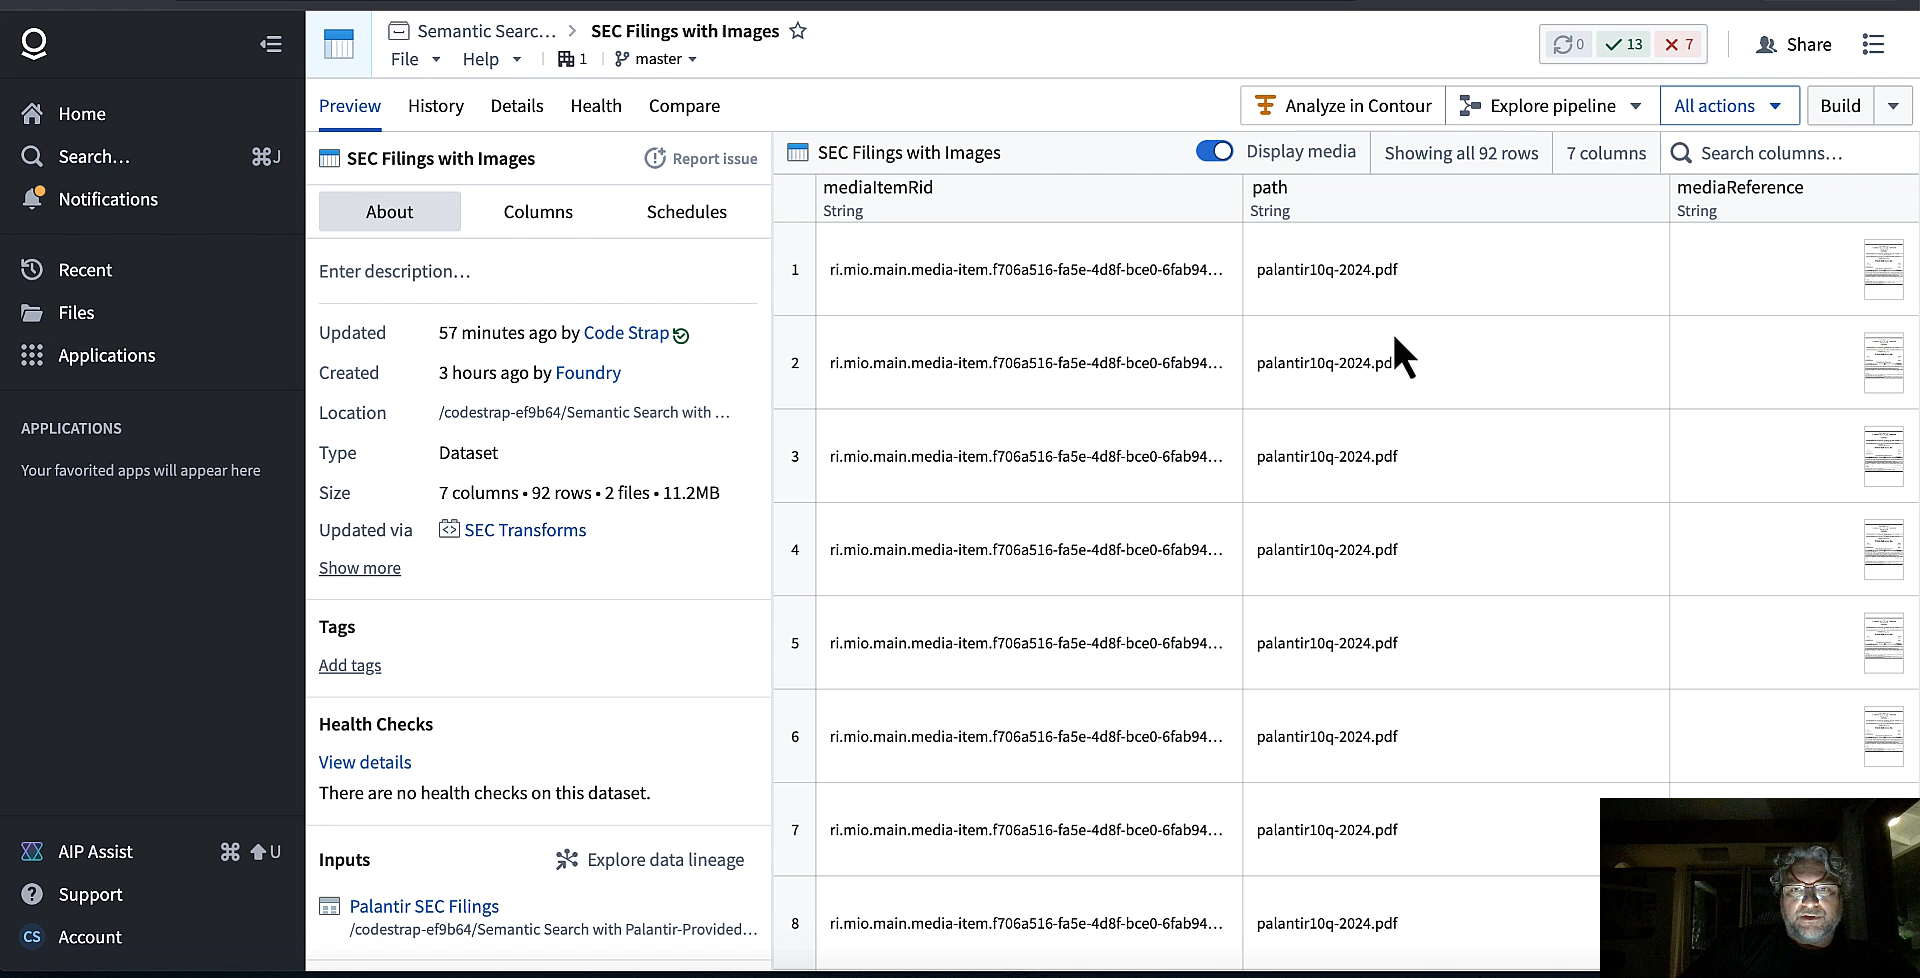 Semantic Searc… > SEC Filings with Images
File Help 1 master
0 13 7
Share
Home
Search… ⌘J
Notifications
Recent
Files
Applications
APPLICATIONS
Your favorited apps will appear here
AIP Assist ⌘ U
Support
CS Account
Preview History Details Health Compare
Analyze in Contour
Explore pipeline
All actions
Build
SEC Filings with Images
Report issue
About Columns Schedules
Enter description…
Updated 57 minutes ago by Code Strap
Created 3 hours ago by Foundry
Location /codestrap-ef9b64/Semantic Search with …
Type Dataset
Size 7 columns • 92 rows • 2 files • 11.2MB
Updated via SEC Transforms
Show more
Tags
Add tags
Health Checks
View details
There are no health checks on this dataset.
Inputs Explore data lineage
Palantir SEC Filings
/codestrap-ef9b64/Semantic Search with Palantir-Provided…
SEC Filings with Images
Display media
Showing all 92 rows
7 columns
Search columns…
mediaItemRid path mediaReference
String String String
1 ri.mio.main.media-item.f706a516-fa5e-4d8f-bce0-6fab94… palantir10q-2024.pdf
2 ri.mio.main.media-item.f706a516-fa5e-4d8f-bce0-6fab94… palantir10q-2024.pd
3 ri.mio.main.media-item.f706a516-fa5e-4d8f-bce0-6fab94… palantir10q-2024.pdf
4 ri.mio.main.media-item.f706a516-fa5e-4d8f-bce0-6fab94… palantir10q-2024.pdf
5 ri.mio.main.media-item.f706a516-fa5e-4d8f-bce0-6fab94… palantir10q-2024.pdf
6 ri.mio.main.media-item.f706a516-fa5e-4d8f-bce0-6fab94… palantir10q-2024.pdf
7 ri.mio.main.media-item.f706a516-fa5e-4d8f-bce0-6fab94… palantir10q-2024.pdf
8 ri.mio.main.media-item.f706a516-fa5e-4d8f-bce0-6fab94… palantir10q-2024.pdf